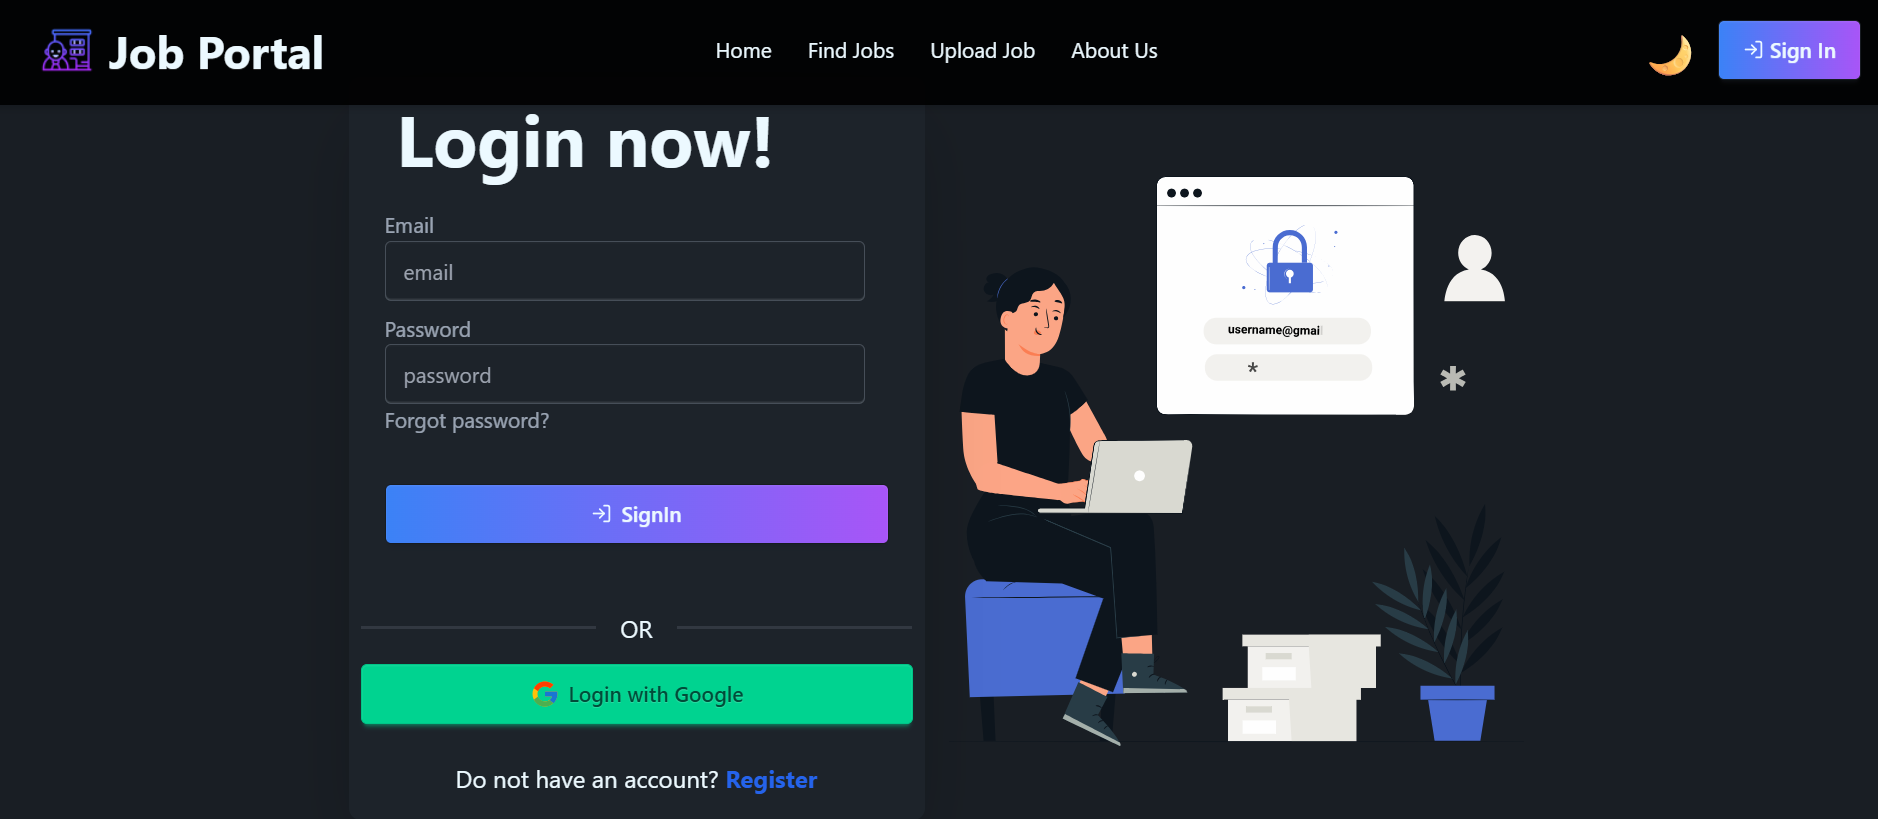 Job Portal
Home Find Jobs Upload Job About Us
Sign In
Login now!
Email
email
Password
password
Forgot password?
SignIn
OR
Login with Google
Do not have an account? Register
username@gmai
*
*